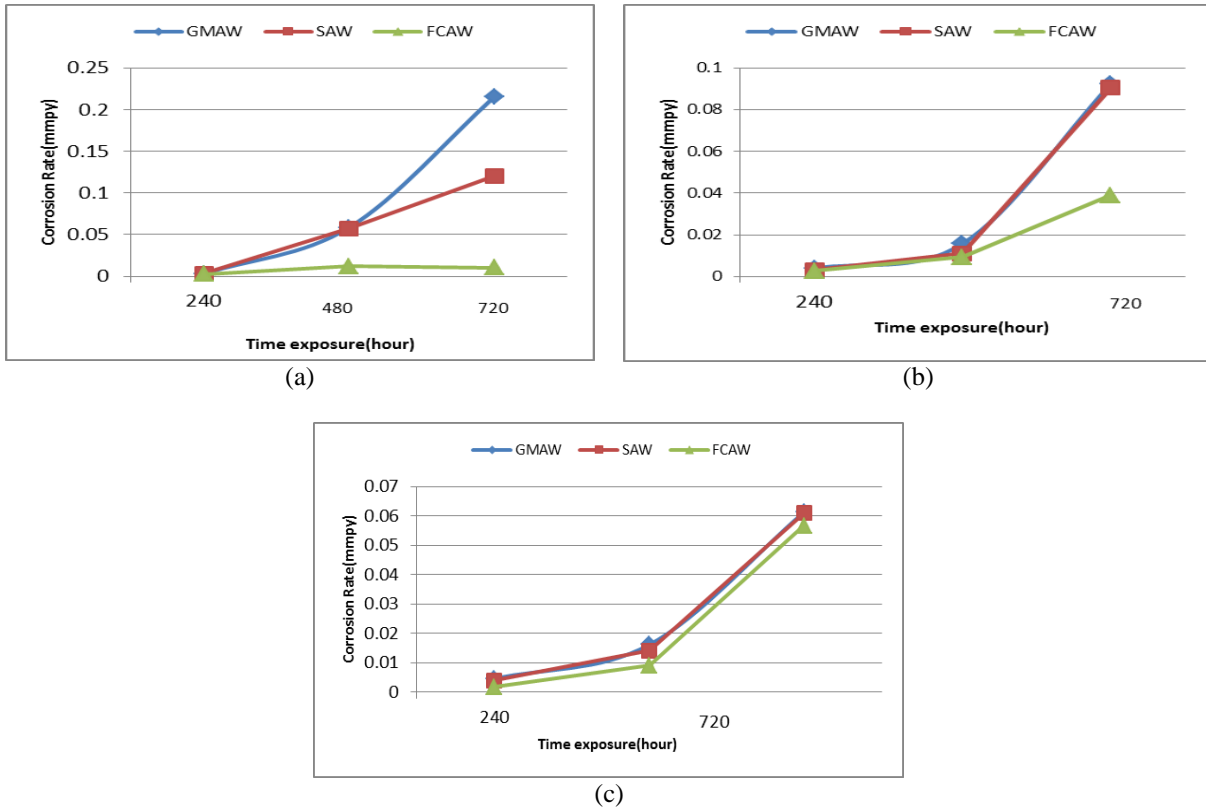 GMAW SAW FCAW
0.25
0.2
0.15
0.1
0.05
0
Corrosion Rate(mmpy)
240 480 720
Time exposure(hour)
(a)
GMAW SAW FCAW
0.1
0.08
0.06
0.04
0.02
0
Corrosion Rate(mmpy)
240 720
Time exposure(hour)
(b)
GMAW SAW FCAW
0.07
0.06
0.05
0.04
0.03
0.02
0.01
0
Corrosion Rate(mmpy)
240 720
Time exposure(hour)
(c)